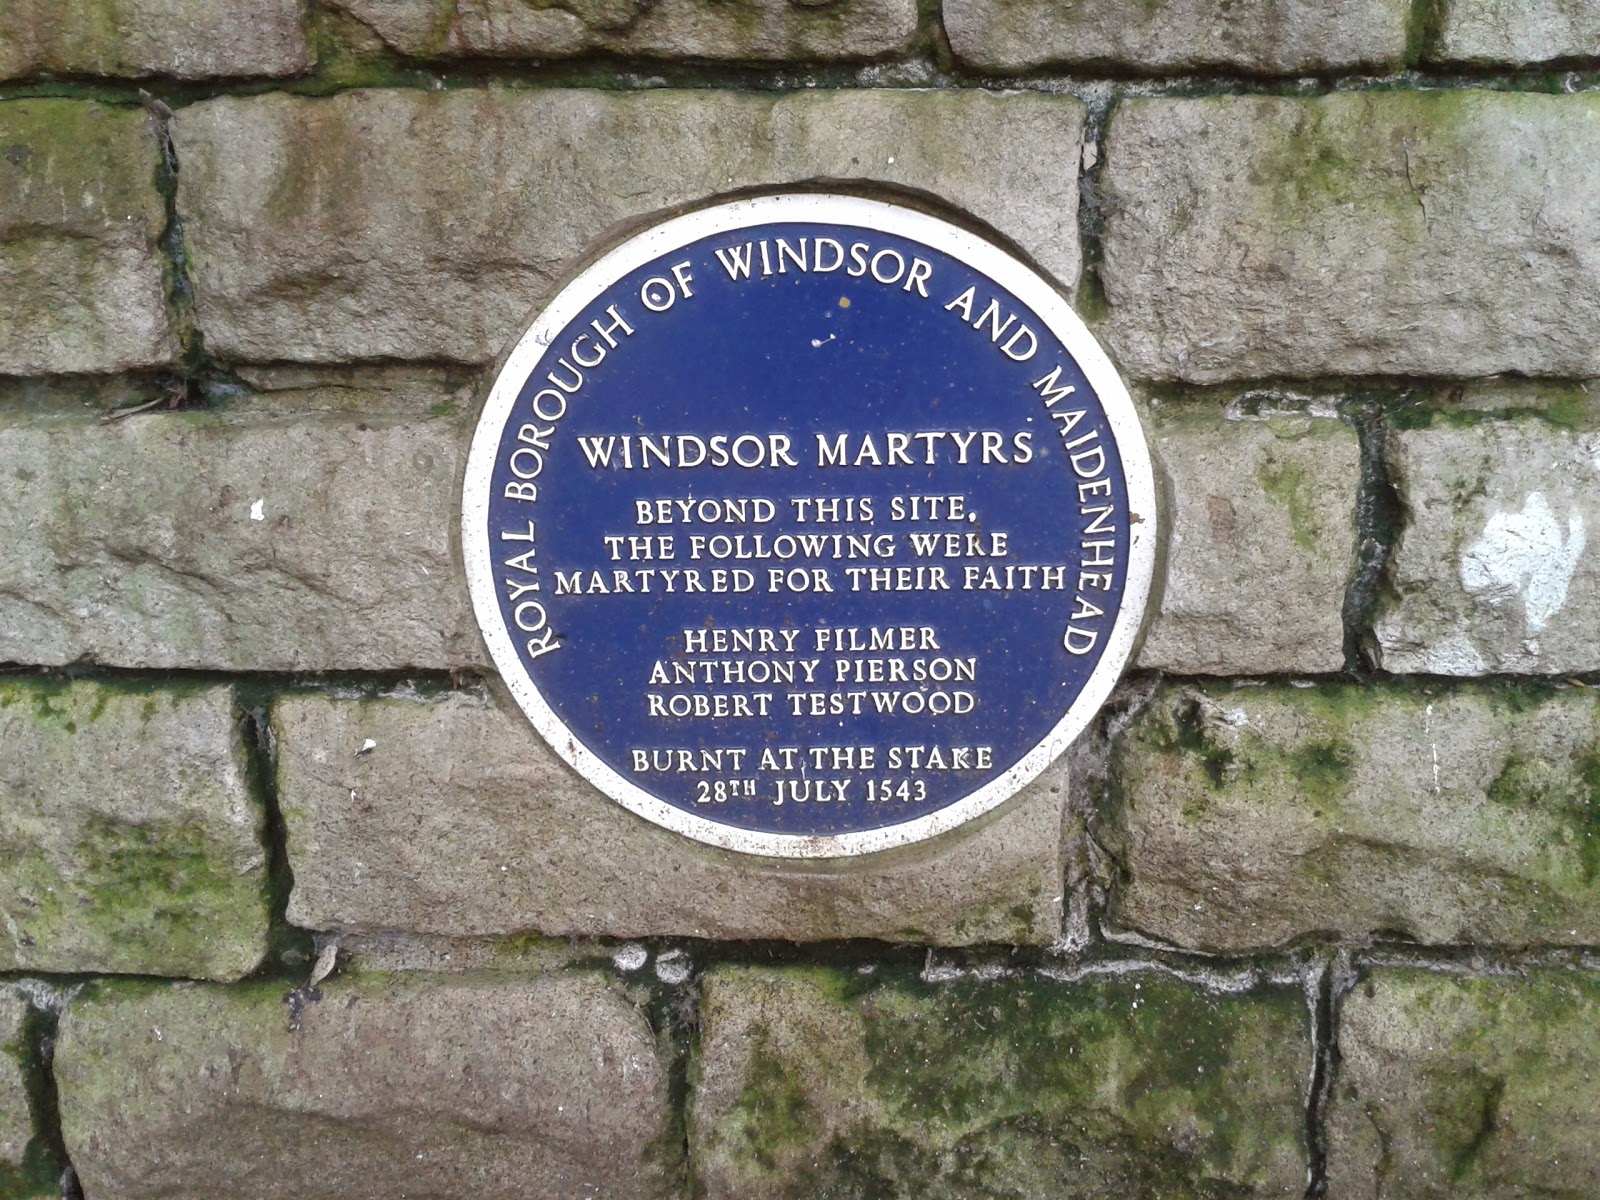 ROYAL BOROUGH OF WINDSOR AND MAIDENHEAD
WINDSOR MARTYRS
BEYOND THIS SITE,
THE FOLLOWING WERE
MARTYRED FOR THEIR FAITH
HENRY FILMER
ANTHONY PIERSON
ROBERT TESTWOOD
BURNT AT THE STAKE
28TH JULY 1543